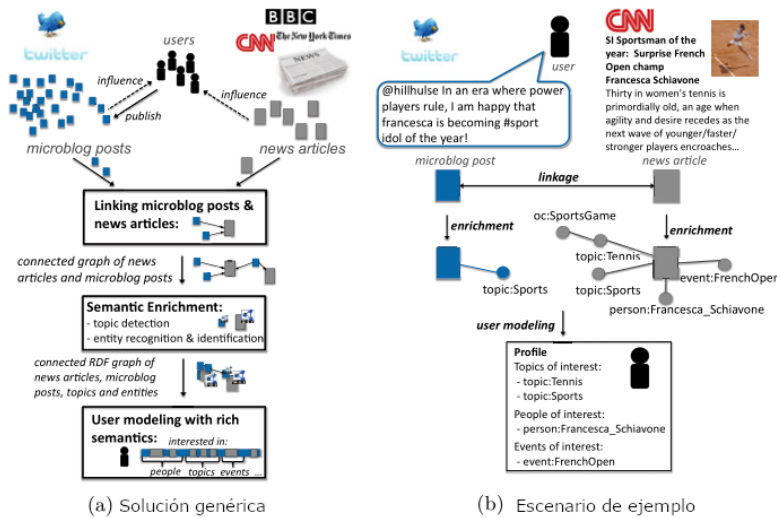 twitter
users
BBC
CNN
The New York Times
NEWS
influence
influence
publish
microblog posts
news articles
Linking microblog posts &
news articles:
connected graph of news
articles and microblog posts
Semantic Enrichment:
- topic detection
- entity recognition & identification
connected RDF graph of
news articles, microblog
posts, topics and entities
User modeling with rich
semantics:
interested in:
people topics events ...
(a) Solución genérica
twitter
user
@hillhulse In an era where power
players rule, I am happy that
francesca is becoming #sport
idol of the year!
CNN
SI Sportsman of the
year: Surprise French
Open champ
Francesca Schiavone
Thirty in women's tennis is
primordially old, an age when
agility and desire recedes as the
next wave of younger/faster/
stronger players encroaches...
microblog post
news article
linkage
enrichment
enrichment
oc:SportsGame
topic:Tennis
topic:Sports
topic:Sports
event:FrenchOpen
person:Francesca_Schiavone
user modeling
Profile
Topics of interest:
- topic:Tennis
- topic:Sports
People of interest:
- person:Francesca_Schiavone
Events of interest:
- event:FrenchOpen
(b) Escenario de ejemplo